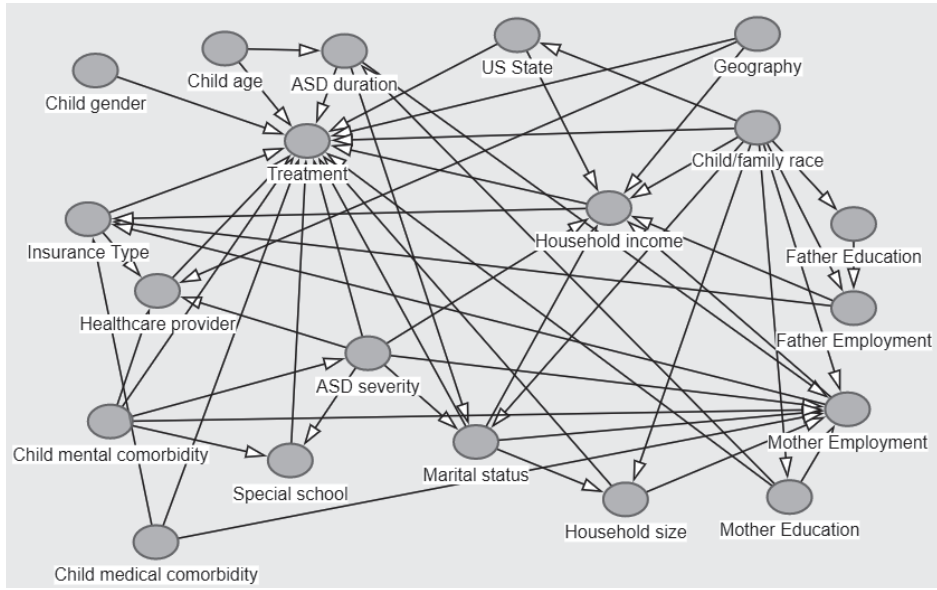 US State
Geography
Child age
ASD duration
Child gender
Child/family race
Treatment
Household income
Insurance Type
Father Education
Healthcare provider
Father Employment
ASD severity
Mother Employment
Child mental comorbidity
Marital status
Special school
Household size
Mother Education
Child medical comorbidity